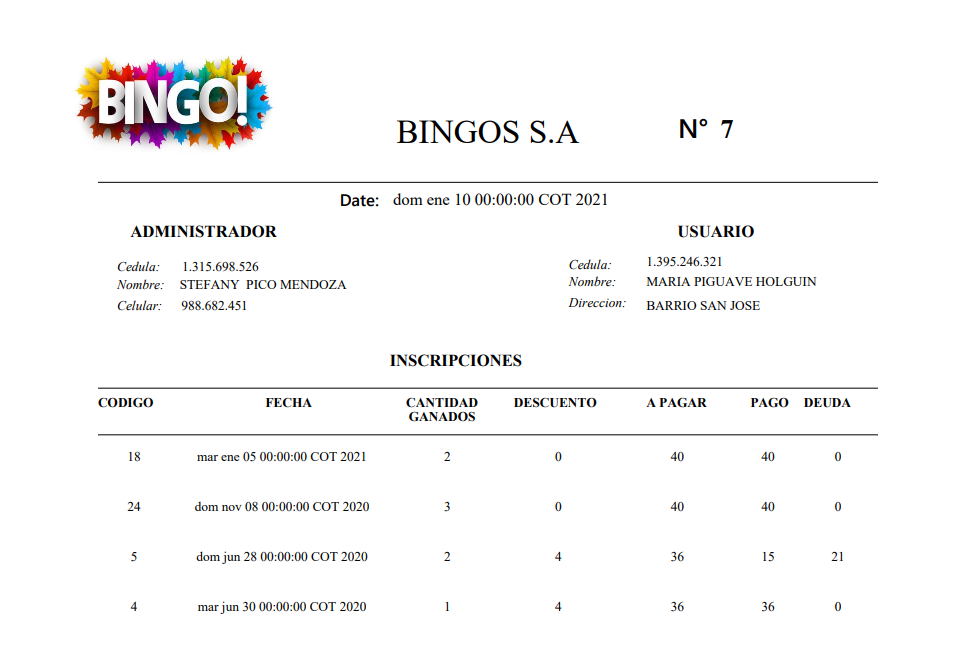 BINGO!
BINGOS S.A N° 7
Date: dom ene 10 00:00:00 COT 2021
ADMINISTRADOR USUARIO
Cedula: 1.315.698.526 Cedula: 1.395.246.321
Nombre: STEFANY PICO MENDOZA Nombre: MARIA PIGUAVE HOLGUIN
Celular: 988.682.451 Direccion: BARRIO SAN JOSE
INSCRIPCIONES
CODIGO FECHA CANTIDAD DESCUENTO A PAGAR PAGO DEUDA
GANADOS
18 mar ene 05 00:00:00 COT 2021 2 0 40 40 0
24 dom nov 08 00:00:00 COT 2020 3 0 40 40 0
5 dom jun 28 00:00:00 COT 2020 2 4 36 15 21
4 mar jun 30 00:00:00 COT 2020 1 4 36 36 0